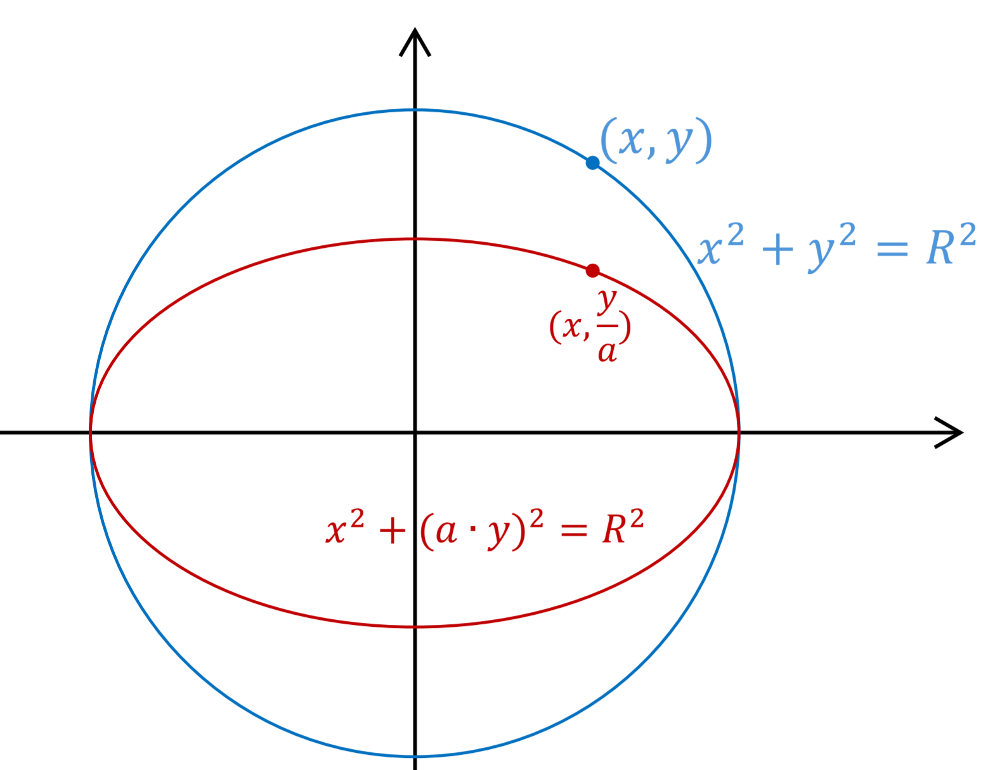 (x, y)
x² + y² = R²
(x, y/a)
x² + (a · y)² = R²